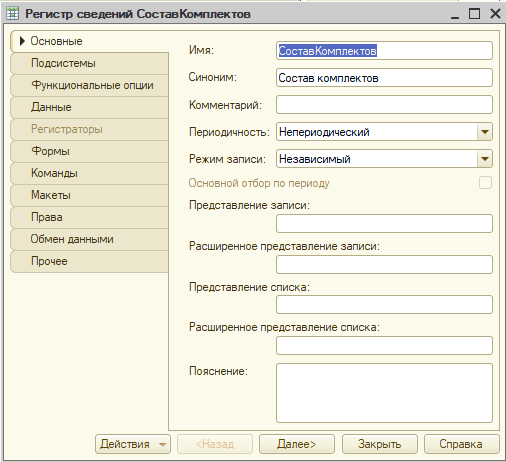 Регистр сведений СоставКомплектов
Основные
Подсистемы
Функциональные опции
Данные
Регистраторы
Формы
Команды
Макеты
Права
Обмен данными
Прочее
Имя: СоставКомплектов
Синоним: Состав комплектов
Комментарий:
Периодичность: Непериодический
Режим записи: Независимый
Основной отбор по периоду
Представление записи:
Расширенное представление записи:
Представление списка:
Расширенное представление списка:
Пояснение:
Действия <Назад Далее> Закрыть Справка